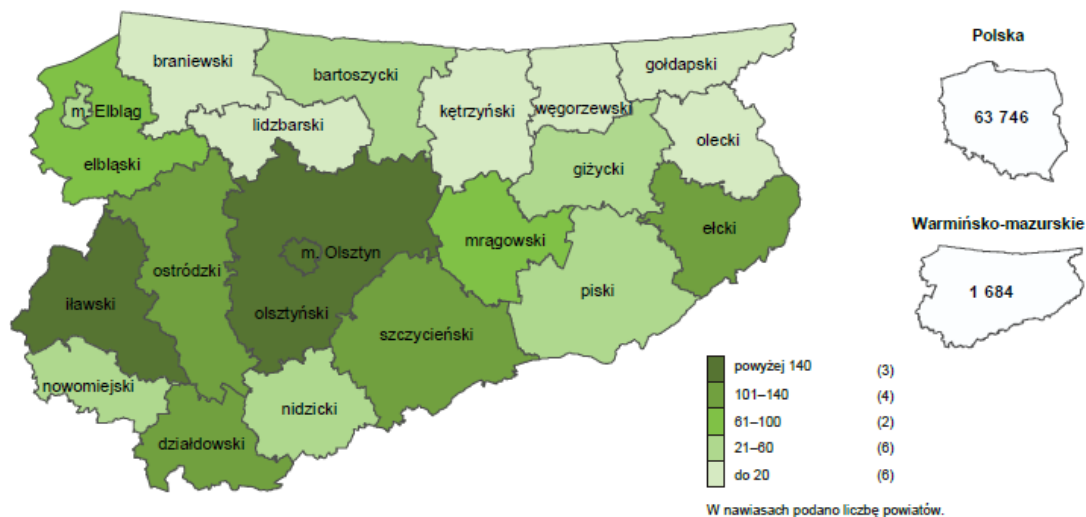 Polska
63 746
Warmińsko-mazurskie
1 684
braniewski
bartoszycki
gołdapski
m. Elbląg
kętrzyński
węgorzewski
lidzbarski
olecki
elbląski
giżycki
ełcki
mrągowski
m. Olsztyn
ostródzki
piski
iławski
olsztyński
szczycieński
nowomiejski
nidzicki
działdowski
powyżej 140 (3)
101–140 (4)
61–100 (2)
21–60 (6)
do 20 (6)
W nawiasach podano liczbę powiatów.